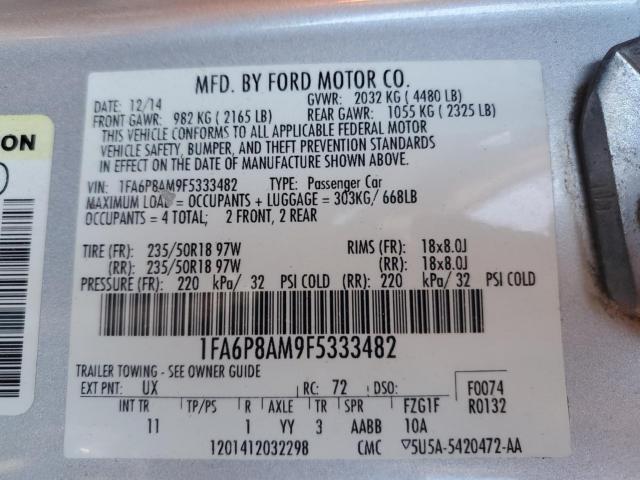 MFD. BY FORD MOTOR CO.
DATE: 12/14 GVWR: 2032 KG ( 4480 LB)
FRONT GAWR: 982 KG ( 2165 LB) REAR GAWR: 1055 KG ( 2325 LB)
THIS VEHICLE CONFORMS TO ALL APPLICABLE FEDERAL MOTOR
VEHICLE SAFETY, BUMPER, AND THEFT PREVENTION STANDARDS
IN EFFECT ON THE DATE OF MANUFACTURE SHOWN ABOVE.
VIN: 1FA6P8AM9F5333482 TYPE: Passenger Car
MAXIMUM LOAD = OCCUPANTS + LUGGAGE = 303KG/ 668LB
OCCUPANTS = 4 TOTAL; 2 FRONT, 2 REAR
TIRE (FR): 235/50R18 97W RIMS (FR): 18x8.0J
(RR): 235/50R18 97W (RR): 18x8.0J
PRESSURE (FR): 220 kPa/ 32 PSI COLD (RR): 220 kPa/ 32 PSI COLD
1FA6P8AM9F5333482
TRAILER TOWING - SEE OWNER GUIDE
EXT PNT: UX RC: 72 DSO: F0074
INT TR TP/PS R AXLE TR SPR FZG1F R0132
11 1 YY 3 AABB 10A
1201412032298 CMC ▽5U5A-5420472-AA
ON